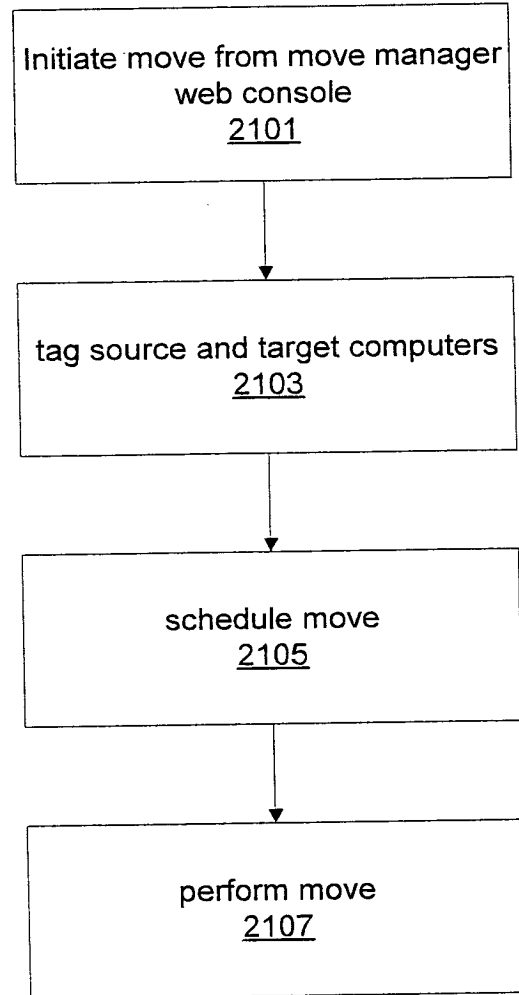 Initiate move from move manager
web console
2101
tag source and target computers
2103
schedule move
2105
perform move
2107